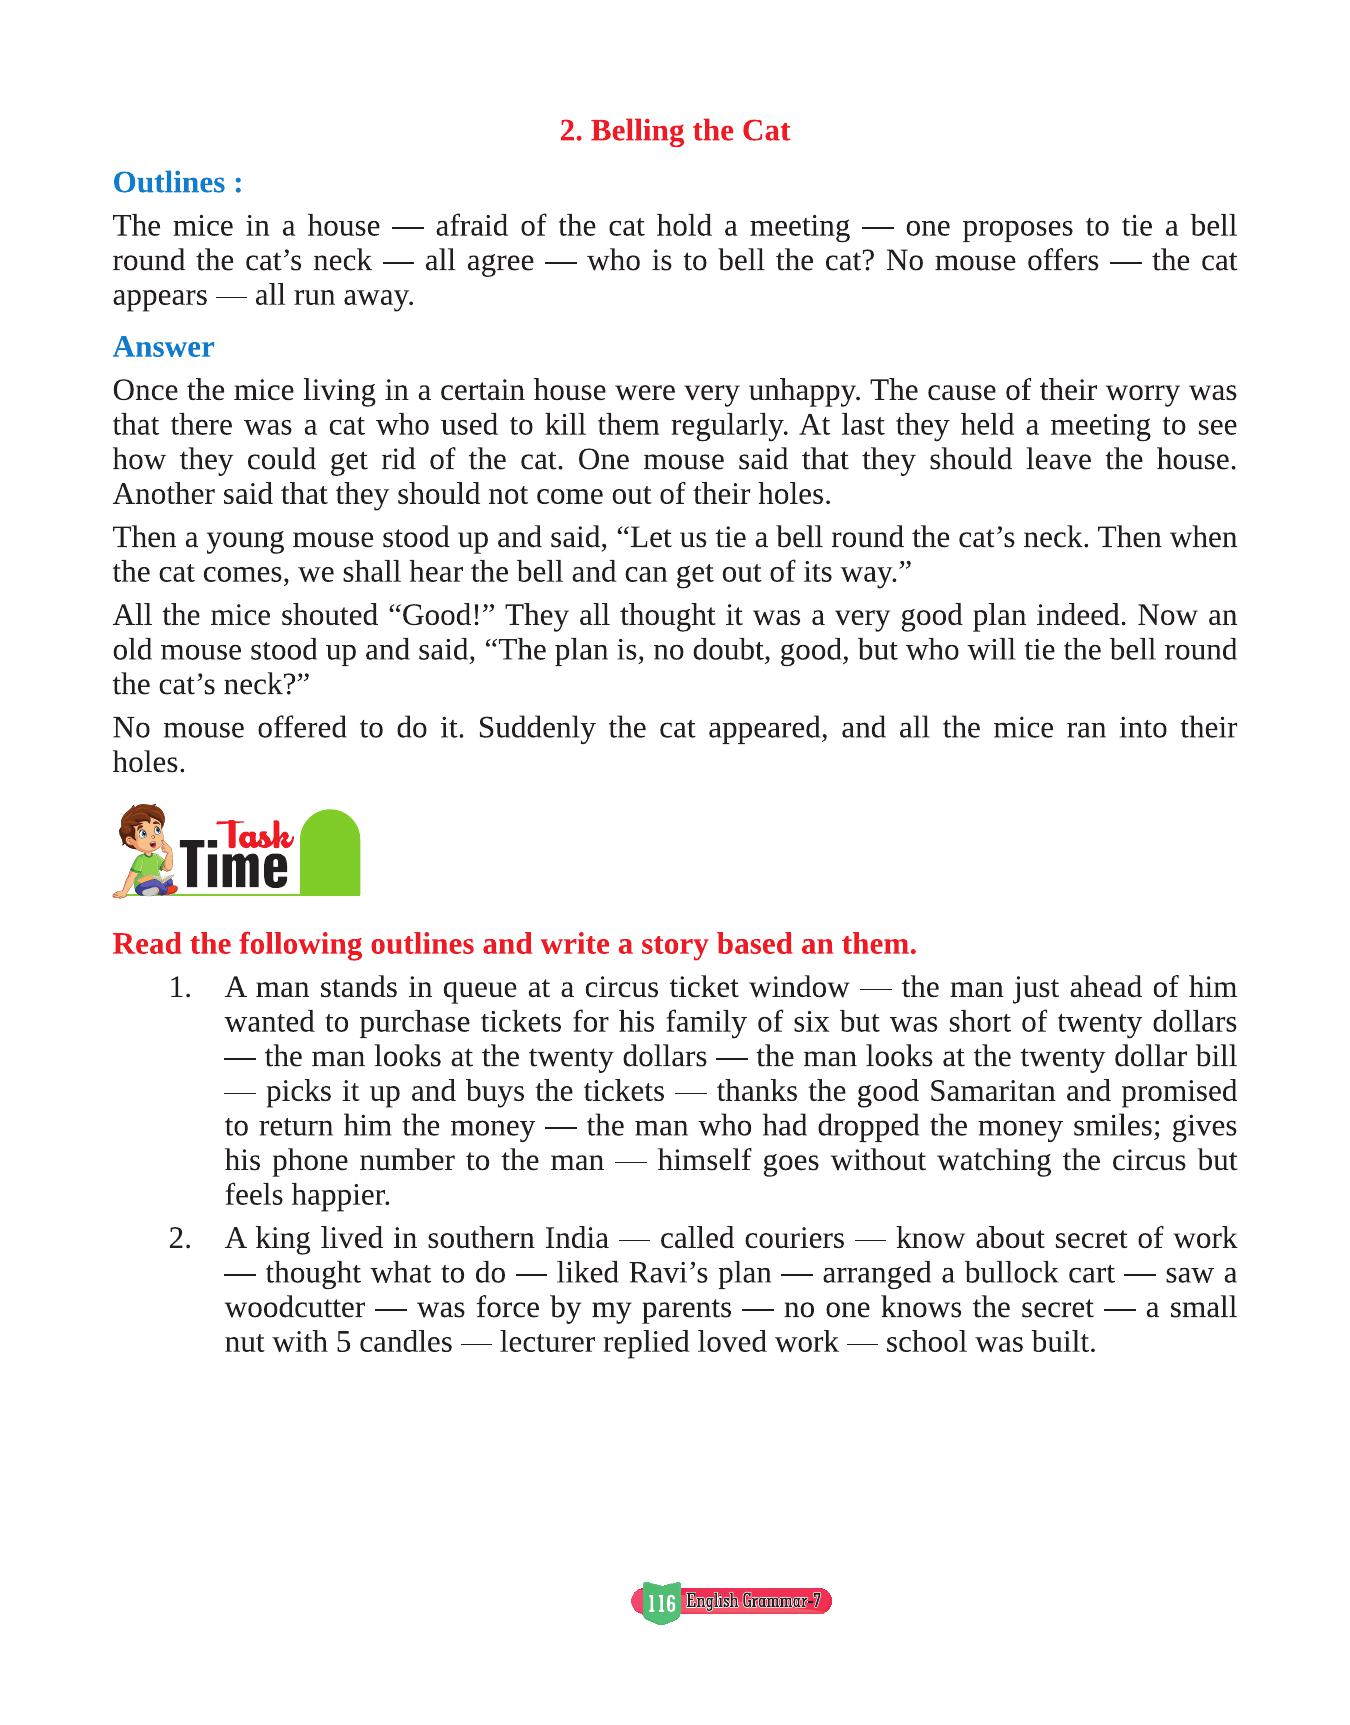 2. Belling the Cat
Outlines :
The mice in a house — afraid of the cat hold a meeting — one proposes to tie a bell
round the cat’s neck — all agree — who is to bell the cat? No mouse offers — the cat
appears — all run away.
Answer
Once the mice living in a certain house were very unhappy. The cause of their worry was
that there was a cat who used to kill them regularly. At last they held a meeting to see
how they could get rid of the cat. One mouse said that they should leave the house.
Another said that they should not come out of their holes.
Then a young mouse stood up and said, “Let us tie a bell round the cat’s neck. Then when
the cat comes, we shall hear the bell and can get out of its way.”
All the mice shouted “Good!” They all thought it was a very good plan indeed. Now an
old mouse stood up and said, “The plan is, no doubt, good, but who will tie the bell round
the cat’s neck?”
No mouse offered to do it. Suddenly the cat appeared, and all the mice ran into their
holes.
Task
Time
Read the following outlines and write a story based an them.
1. A man stands in queue at a circus ticket window — the man just ahead of him
wanted to purchase tickets for his family of six but was short of twenty dollars
— the man looks at the twenty dollars — the man looks at the twenty dollar bill
— picks it up and buys the tickets — thanks the good Samaritan and promised
to return him the money — the man who had dropped the money smiles; gives
his phone number to the man — himself goes without watching the circus but
feels happier.
2. A king lived in southern India — called couriers — know about secret of work
— thought what to do — liked Ravi’s plan — arranged a bullock cart — saw a
woodcutter — was force by my parents — no one knows the secret — a small
nut with 5 candles — lecturer replied loved work — school was built.
116 English Grammar-7